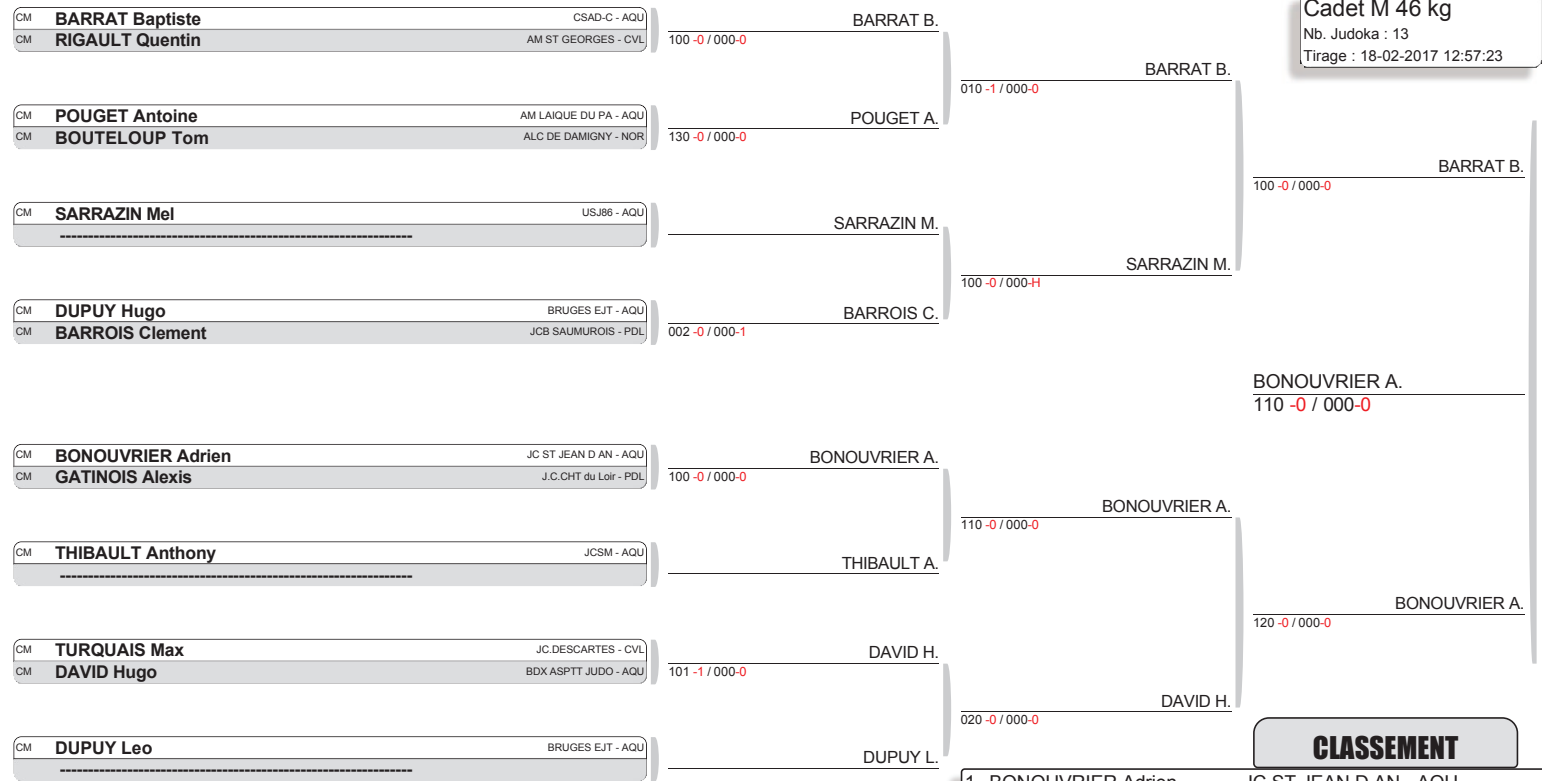 Cadet M 46 kg
Nb. Judoka : 13
Tirage : 18-02-2017 12:57:23
CM BARRAT Baptiste CSAD-C - AQU
CM RIGAULT Quentin AM ST GEORGES - CVL
BARRAT B.
100 -0 / 000-0
BARRAT B.
010 -1 / 000-0
CM POUGET Antoine AM LAIQUE DU PA - AQU
CM BOUTELOUP Tom ALC DE DAMIGNY - NOR
POUGET A.
130 -0 / 000-0
BARRAT B.
100 -0 / 000-0
CM SARRAZIN Mel USJ86 - AQU
----------------------------------------------------------------
SARRAZIN M.
SARRAZIN M.
100 -0 / 000-H
CM DUPUY Hugo BRUGES EJT - AQU
CM BARROIS Clement JCB SAUMUROIS - PDL
BARROIS C.
002 -0 / 000-1
BONOUVRIER A.
110 -0 / 000-0
CM BONOUVRIER Adrien JC ST JEAN D AN - AQU
CM GATINOIS Alexis J.C.CHT du Loir - PDL
BONOUVRIER A.
100 -0 / 000-0
BONOUVRIER A.
110 -0 / 000-0
CM THIBAULT Anthony JCSM - AQU
----------------------------------------------------------------
THIBAULT A.
BONOUVRIER A.
120 -0 / 000-0
CM TURQUAIS Max JC.DESCARTES - CVL
CM DAVID Hugo BDX ASPTT JUDO - AQU
DAVID H.
101 -1 / 000-0
DAVID H.
020 -0 / 000-0
CM DUPUY Leo BRUGES EJT - AQU
----------------------------------------------------------------
DUPUY L.
CLASSEMENT
1 BONOUVRIER Adrien JC ST JEAN D AN - AQU